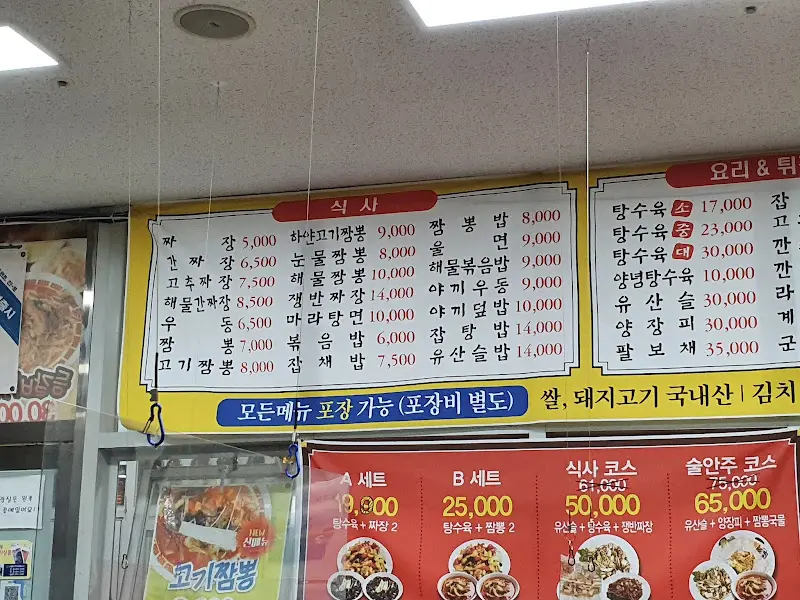 식 사
짜 장 5,000
간 짜 장 6,500
고추짜장 7,500
해물간짜장 8,500
우 동 6,500
짬 뽕 7,000
고기짬뽕 8,000
하얀고기짬뽕 9,000
눈물짬뽕 8,000
해물짬뽕 10,000
쟁반짜장 14,000
마라탕면 10,000
볶음밥 6,000
잡채밥 7,500
짬뽕밥 8,000
울 면 9,000
해물볶음밥 9,000
야끼우동 9,000
야끼덮밥 10,000
잡탕밥 14,000
유산슬밥 14,000
요리 & 튀
탕수육 소 17,000
탕수육 중 23,000
탕수육 대 30,000
양념탕수육 10,000
유산슬 30,000
양장피 30,000
팔보채 35,000
모든메뉴 포장 가능 (포장비 별도)
쌀, 돼지고기 국내산 | 김치
A 세트
탕수육 + 짜장 2
B 세트
25,000
탕수육 + 짬뽕 2
식사 코스
61,000
50,000
유산슬 + 탕수육 + 쟁반짜장
술안주 코스
75,000
65,000
유산슬 + 양장피 + 짬뽕국물
신메뉴
고기짬뽕